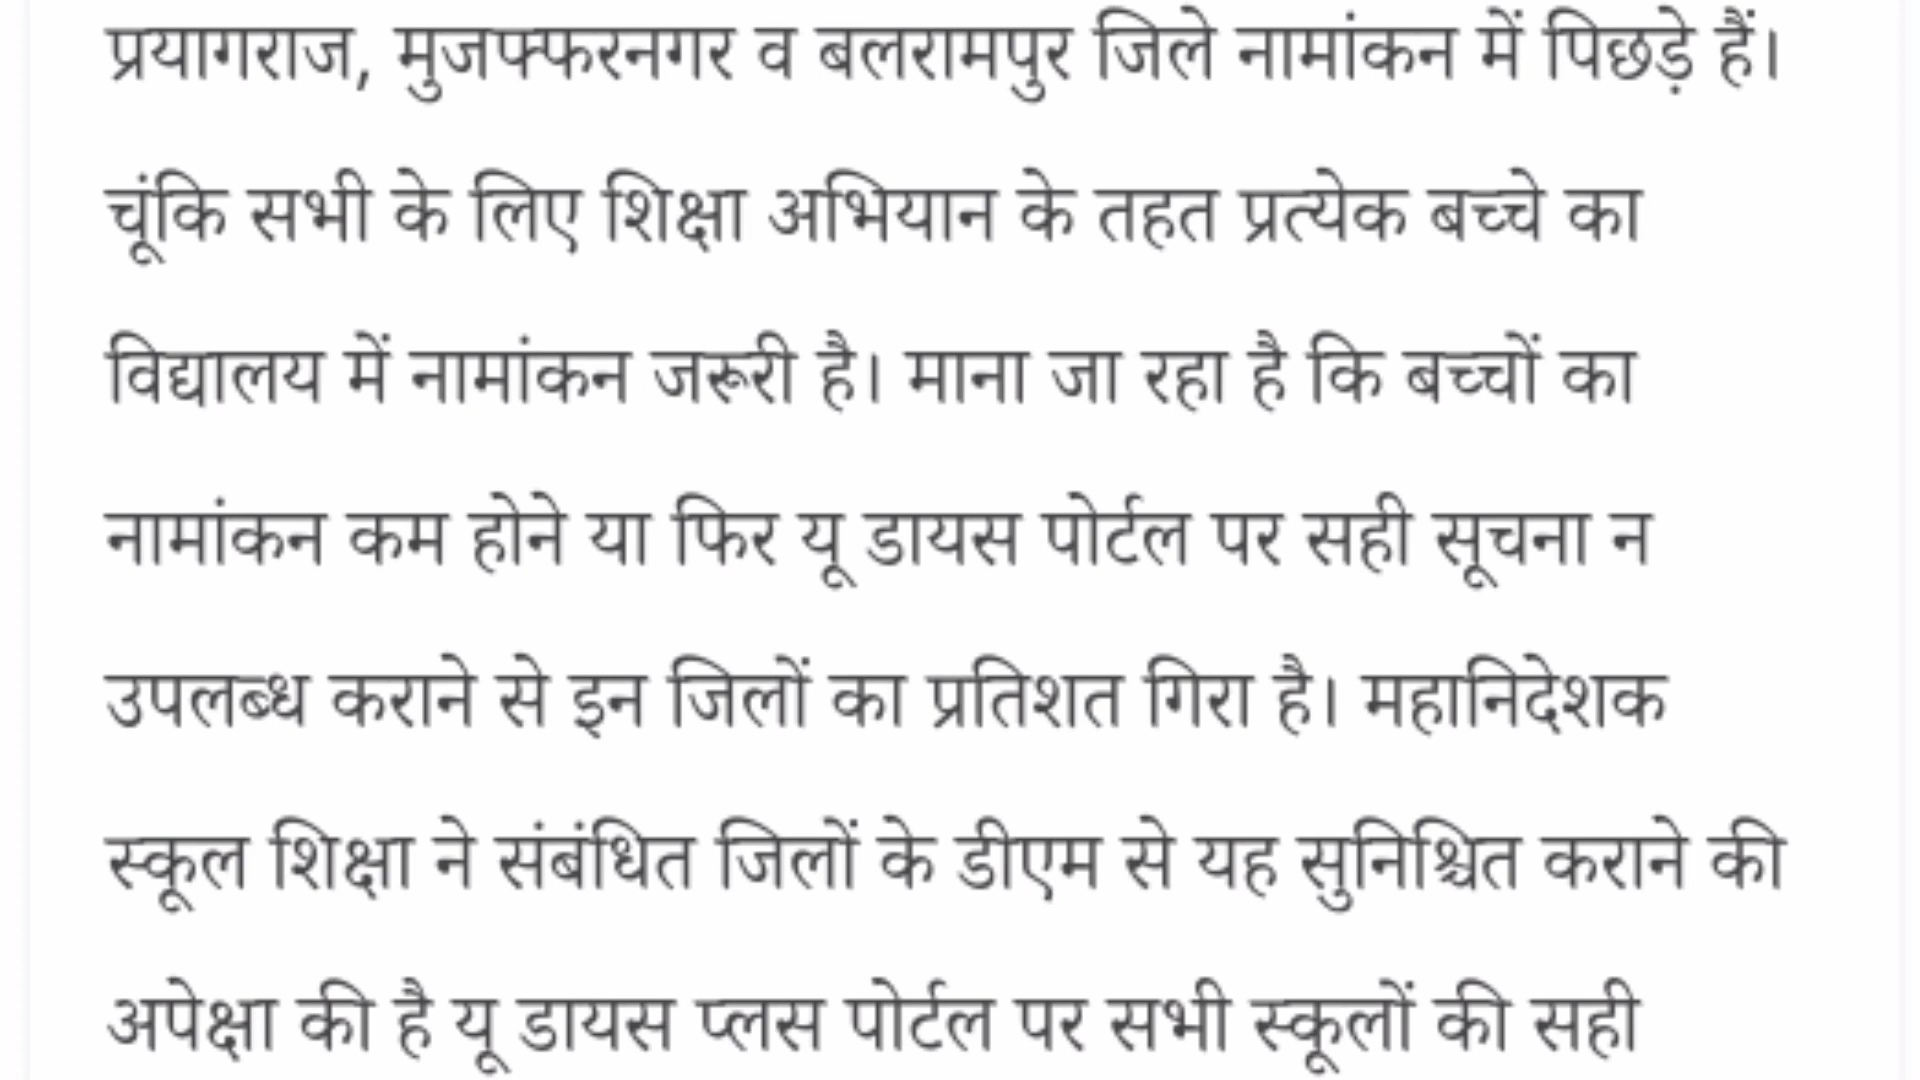 प्रयागराज, मुजफ्फरनगर व बलरामपुर जिले नामांकन में पिछड़े हैं।
चूंकि सभी के लिए शिक्षा अभियान के तहत प्रत्येक बच्चे का
विद्यालय में नामांकन जरूरी है। माना जा रहा है कि बच्चों का
नामांकन कम होने या फिर यू डायस पोर्टल पर सही सूचना न
उपलब्ध कराने से इन जिलों का प्रतिशत गिरा है। महानिदेशक
स्कूल शिक्षा ने संबंधित जिलों के डीएम से यह सुनिश्चित कराने की
अपेक्षा की है यू डायस प्लस पोर्टल पर सभी स्कूलों की सही